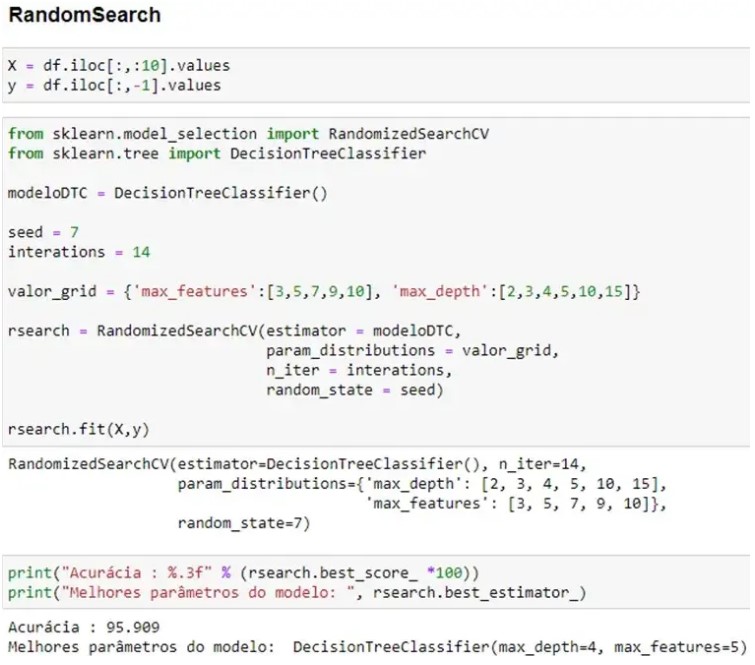 RandomSearch
X = df.iloc[:,:10].values
y = df.iloc[:,-1].values
from sklearn.model_selection import RandomizedSearchCV
from sklearn.tree import DecisionTreeClassifier
modeloDTC = DecisionTreeClassifier()
seed = 7
interations = 14
valor_grid = {'max_features':[3,5,7,9,10], 'max_depth':[2,3,4,5,10,15]}
rsearch = RandomizedSearchCV(estimator = modeloDTC,
param_distributions = valor_grid,
n_iter = interations,
random_state = seed)
rsearch.fit(X,y)
RandomizedSearchCV(estimator=DecisionTreeClassifier(), n_iter=14,
param_distributions={'max_depth': [2, 3, 4, 5, 10, 15],
'max_features': [3, 5, 7, 9, 10]},
random_state=7)
print("Acurácia : %.3f" % (rsearch.best_score_ *100))
print("Melhores parâmetros do modelo: ", rsearch.best_estimator_)
Acurácia : 95.909
Melhores parâmetros do modelo:  DecisionTreeClassifier(max_depth=4, max_features=5)